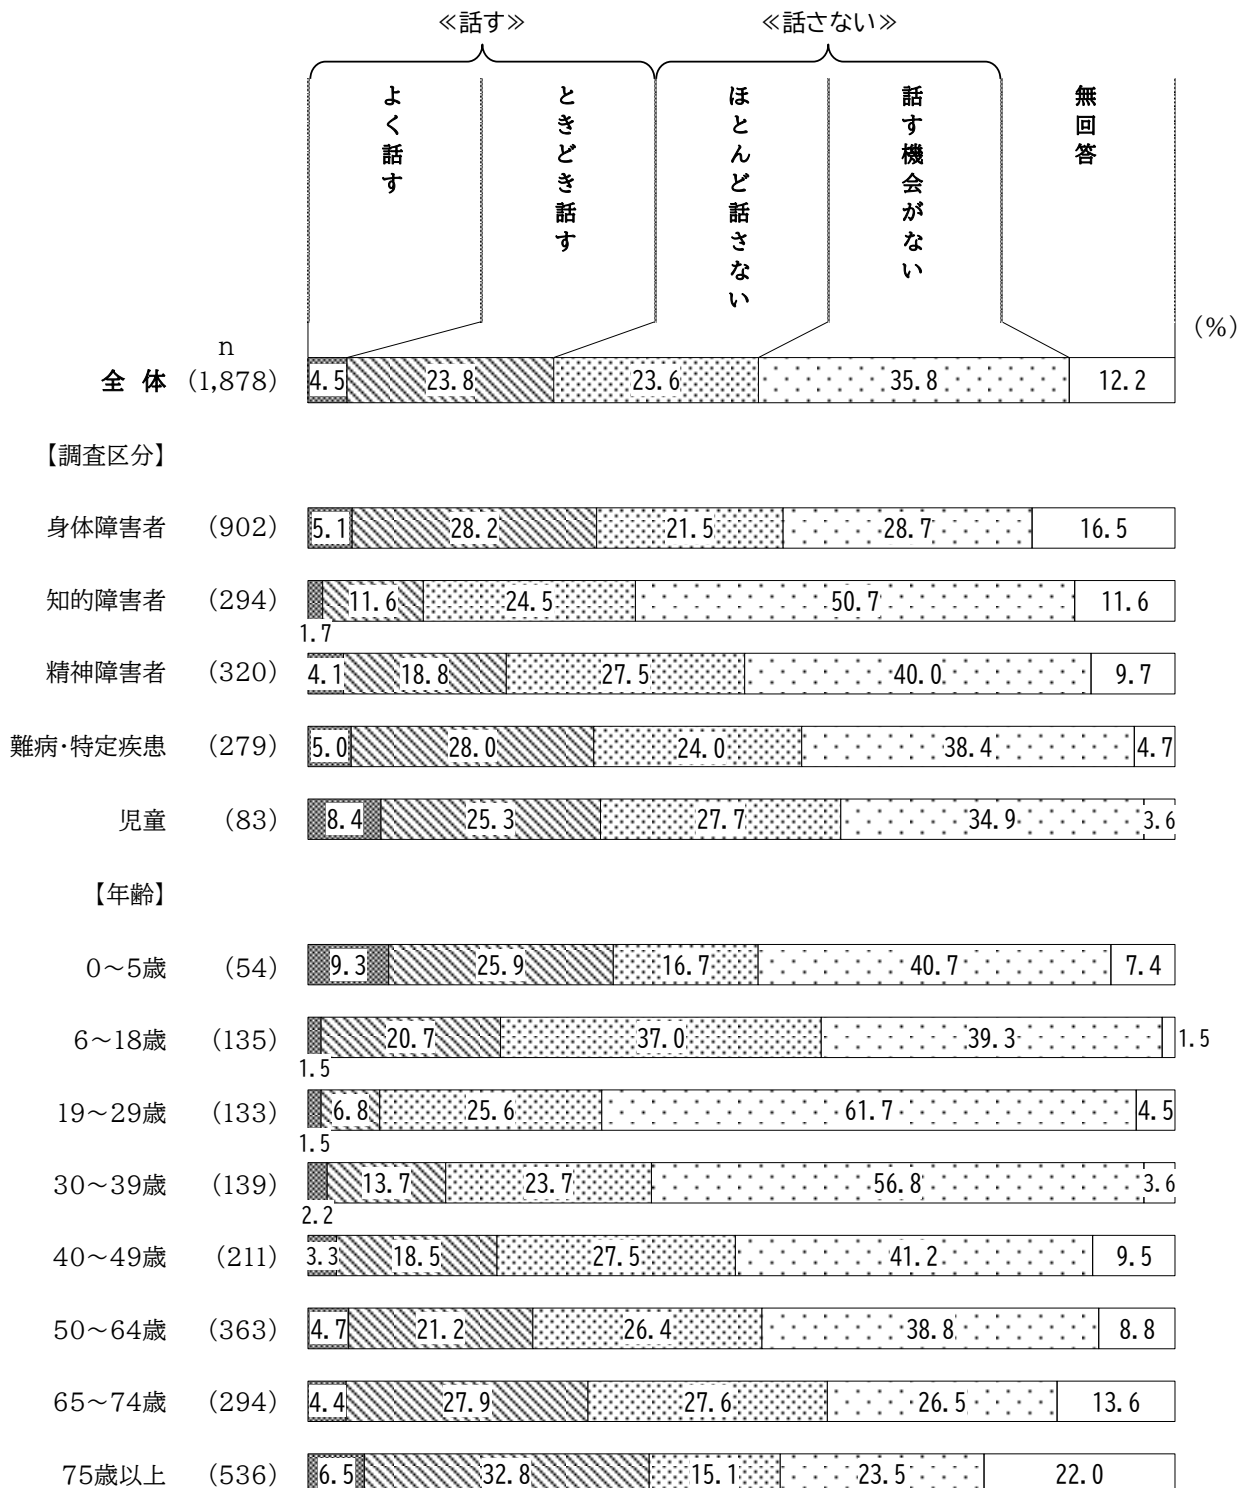 ≪話す≫ ≪話さない≫
よく話す
ときどき話す
ほとんど話さない
話す機会がない
無回答
(%)
n
全 体 (1,878) 4.5 23.8 23.6 35.8 12.2
【調査区分】
身体障害者 (902) 5.1 28.2 21.5 28.7 16.5
知的障害者 (294) 11.6 24.5 50.7 11.6
1.7
精神障害者 (320) 4.1 18.8 27.5 40.0 9.7
難病・特定疾患 (279) 5.0 28.0 24.0 38.4 4.7
児童 (83) 8.4 25.3 27.7 34.9 3.6
【年齢】
0～5歳 (54) 9.3 25.9 16.7 40.7 7.4
6～18歳 (135) 20.7 37.0 39.3 1.5
1.5
19～29歳 (133) 6.8 25.6 61.7 4.5
1.5
30～39歳 (139) 13.7 23.7 56.8 3.6
2.2
40～49歳 (211) 3.3 18.5 27.5 41.2 9.5
50～64歳 (363) 4.7 21.2 26.4 38.8 8.8
65～74歳 (294) 4.4 27.9 27.6 26.5 13.6
75歳以上 (536) 6.5 32.8 15.1 23.5 22.0